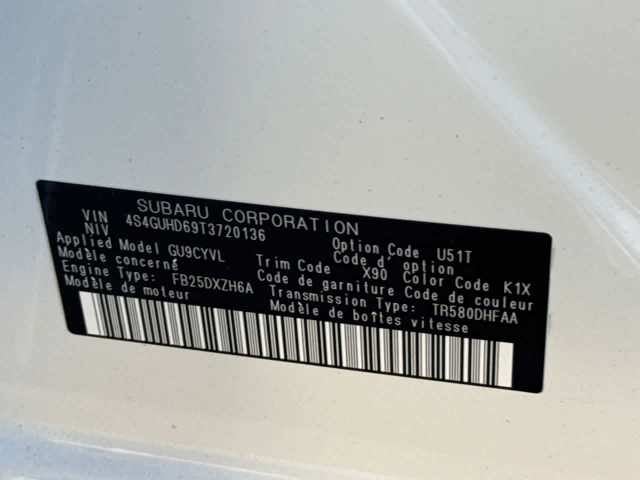 SUBARU CORPORATION
VIN 4S4GUHD69T3720136
NIV
Applied Model GU9CYVL Option Code U51T
Modèle concerné Code d' option
Trim Code X90 Color Code K1X
Code de garniture Code de couleur
Engine Type FB25DXZH6A Transmission Type: TR580DHFAA
Modèle de moteur Modèle de boîtes vitesse